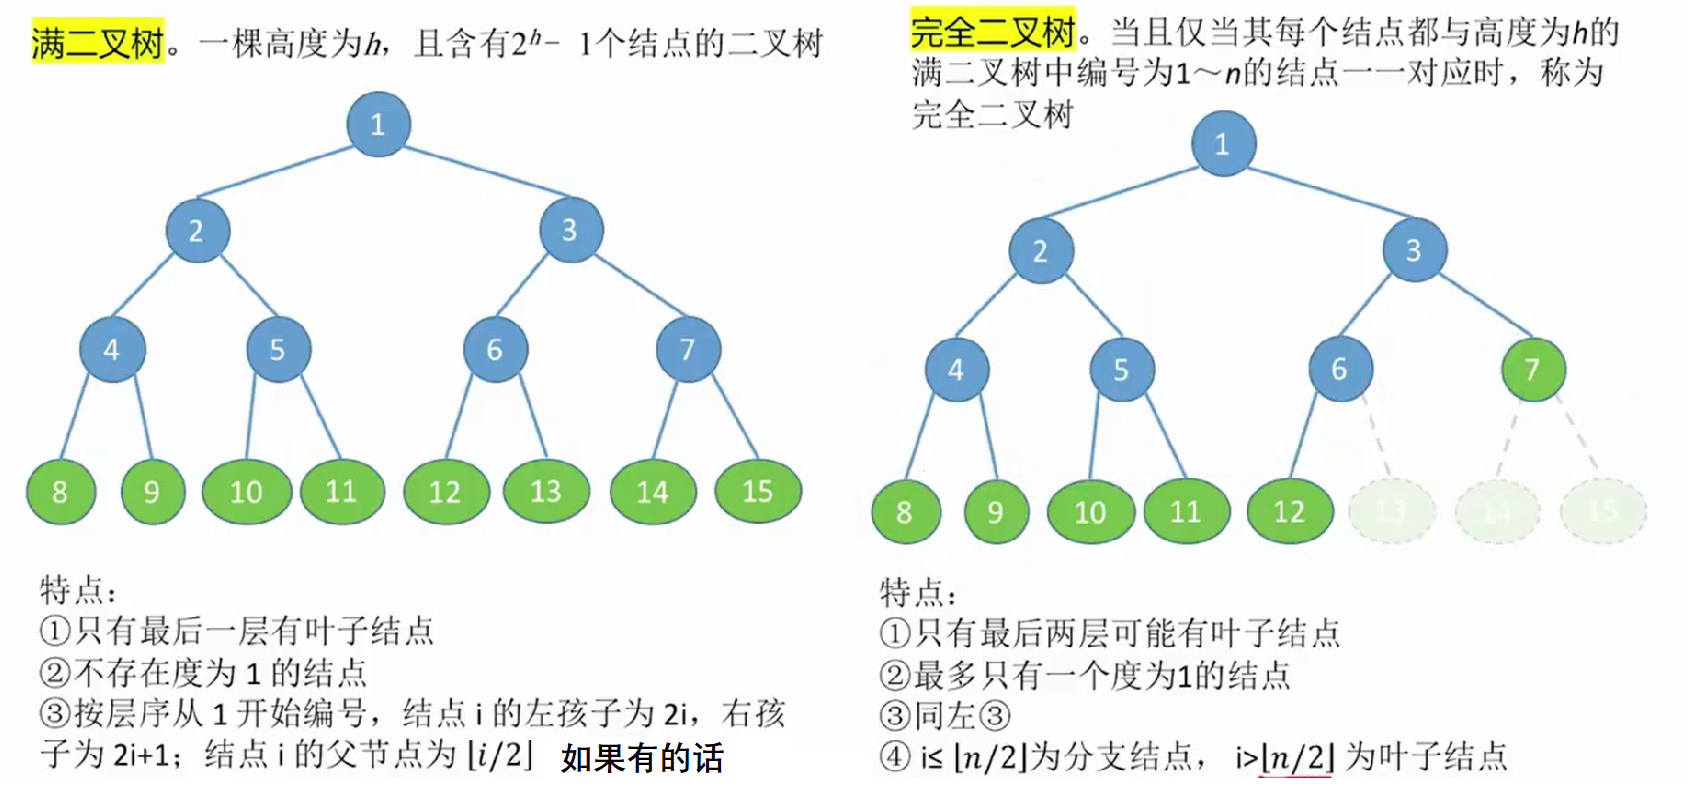 满二叉树。一棵高度为h，且含有2ʰ− 1个结点的二叉树
1
2
3
4
5
6
7
8
9
10
11
12
13
14
15
特点：
①只有最后一层有叶子结点
②不存在度为 1 的结点
③按层序从 1 开始编号，结点 i 的左孩子为 2i，右孩
子为 2i+1；结点 i 的父节点为 ⌊i/2⌋ 如果有的话
完全二叉树。当且仅当其每个结点都与高度为h的
满二叉树中编号为1～n的结点一一对应时，称为
完全二叉树
1
2
3
4
5
6
7
8
9
10
11
12
13
14
15
特点：
①只有最后两层可能有叶子结点
②最多只有一个度为1的结点
③同左③
④ i≤ ⌊n/2⌋为分支结点， i>⌊n/2⌋ 为叶子结点